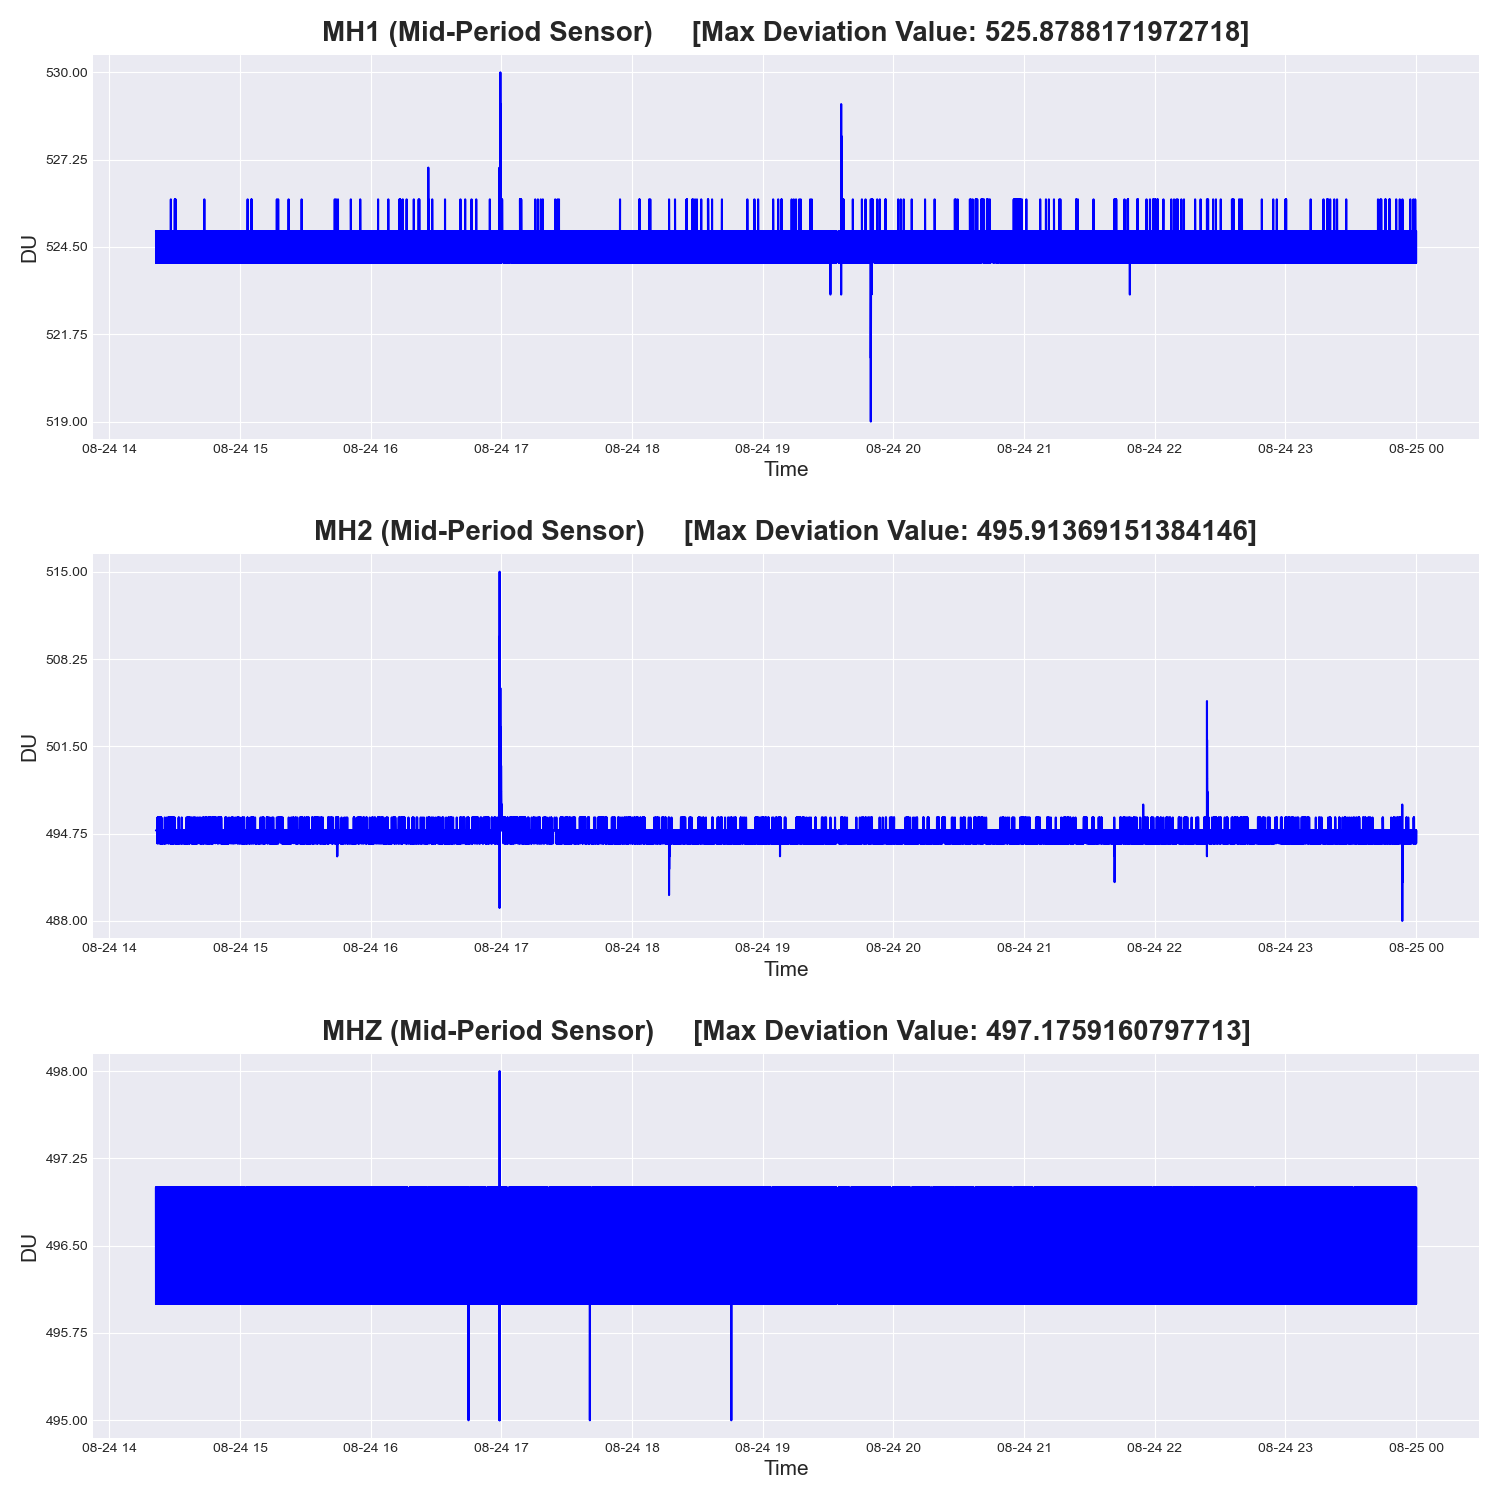 MH1 (Mid-Period Sensor) [Max Deviation Value: 525.8788171972718]
530.00
527.25
524.50
521.75
519.00
DU
08-24 14 08-24 15 08-24 16 08-24 17 08-24 18 08-24 19 08-24 20 08-24 21 08-24 22 08-24 23 08-25 00
Time
MH2 (Mid-Period Sensor) [Max Deviation Value: 495.91369151384146]
515.00
508.25
501.50
494.75
488.00
DU
08-24 14 08-24 15 08-24 16 08-24 17 08-24 18 08-24 19 08-24 20 08-24 21 08-24 22 08-24 23 08-25 00
Time
MHZ (Mid-Period Sensor) [Max Deviation Value: 497.1759160797713]
498.00
497.25
496.50
495.75
495.00
DU
08-24 14 08-24 15 08-24 16 08-24 17 08-24 18 08-24 19 08-24 20 08-24 21 08-24 22 08-24 23 08-25 00
Time